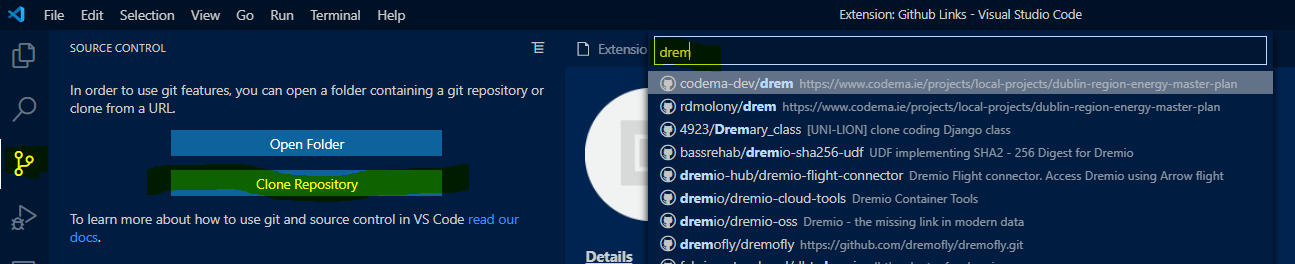 File Edit Selection View Go Run Terminal Help Extension: Github Links - Visual Studio Code
SOURCE CONTROL
In order to use git features, you can open a folder containing a git repository or
clone from a URL.
Open Folder
Clone Repository
To learn more about how to use git and source control in VS Code read our
docs.
Extensio
Details
drem
codema-dev/drem https://www.codema.ie/projects/local-projects/dublin-region-energy-master-plan
rdmolony/drem https://www.codema.ie/projects/local-projects/dublin-region-energy-master-plan
4923/Dremary_class [UNI-LION] clone coding Django class
bassrehab/dremio-sha256-udf UDF implementing SHA2 - 256 Digest for Dremio
dremio-hub/dremio-flight-connector Dremio Flight connector. Access Dremio using Arrow flight
dremio/dremio-cloud-tools Dremio Container Tools
dremio/dremio-oss Dremio - the missing link in modern data
dremofly/dremofly https://github.com/dremofly/dremofly.git